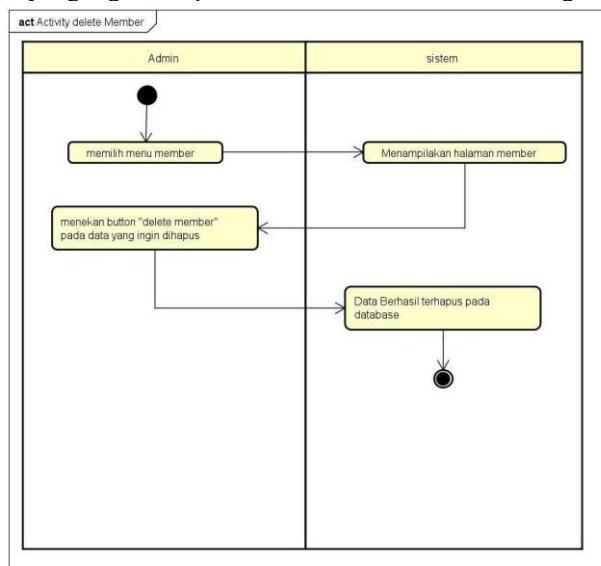 act Activity delete Member
Admin
sistem
memilih menu member
Menampilakan halaman member
menekan button "delete member"
pada data yang ingin dihapus
Data Berhasil terhapus pada
database